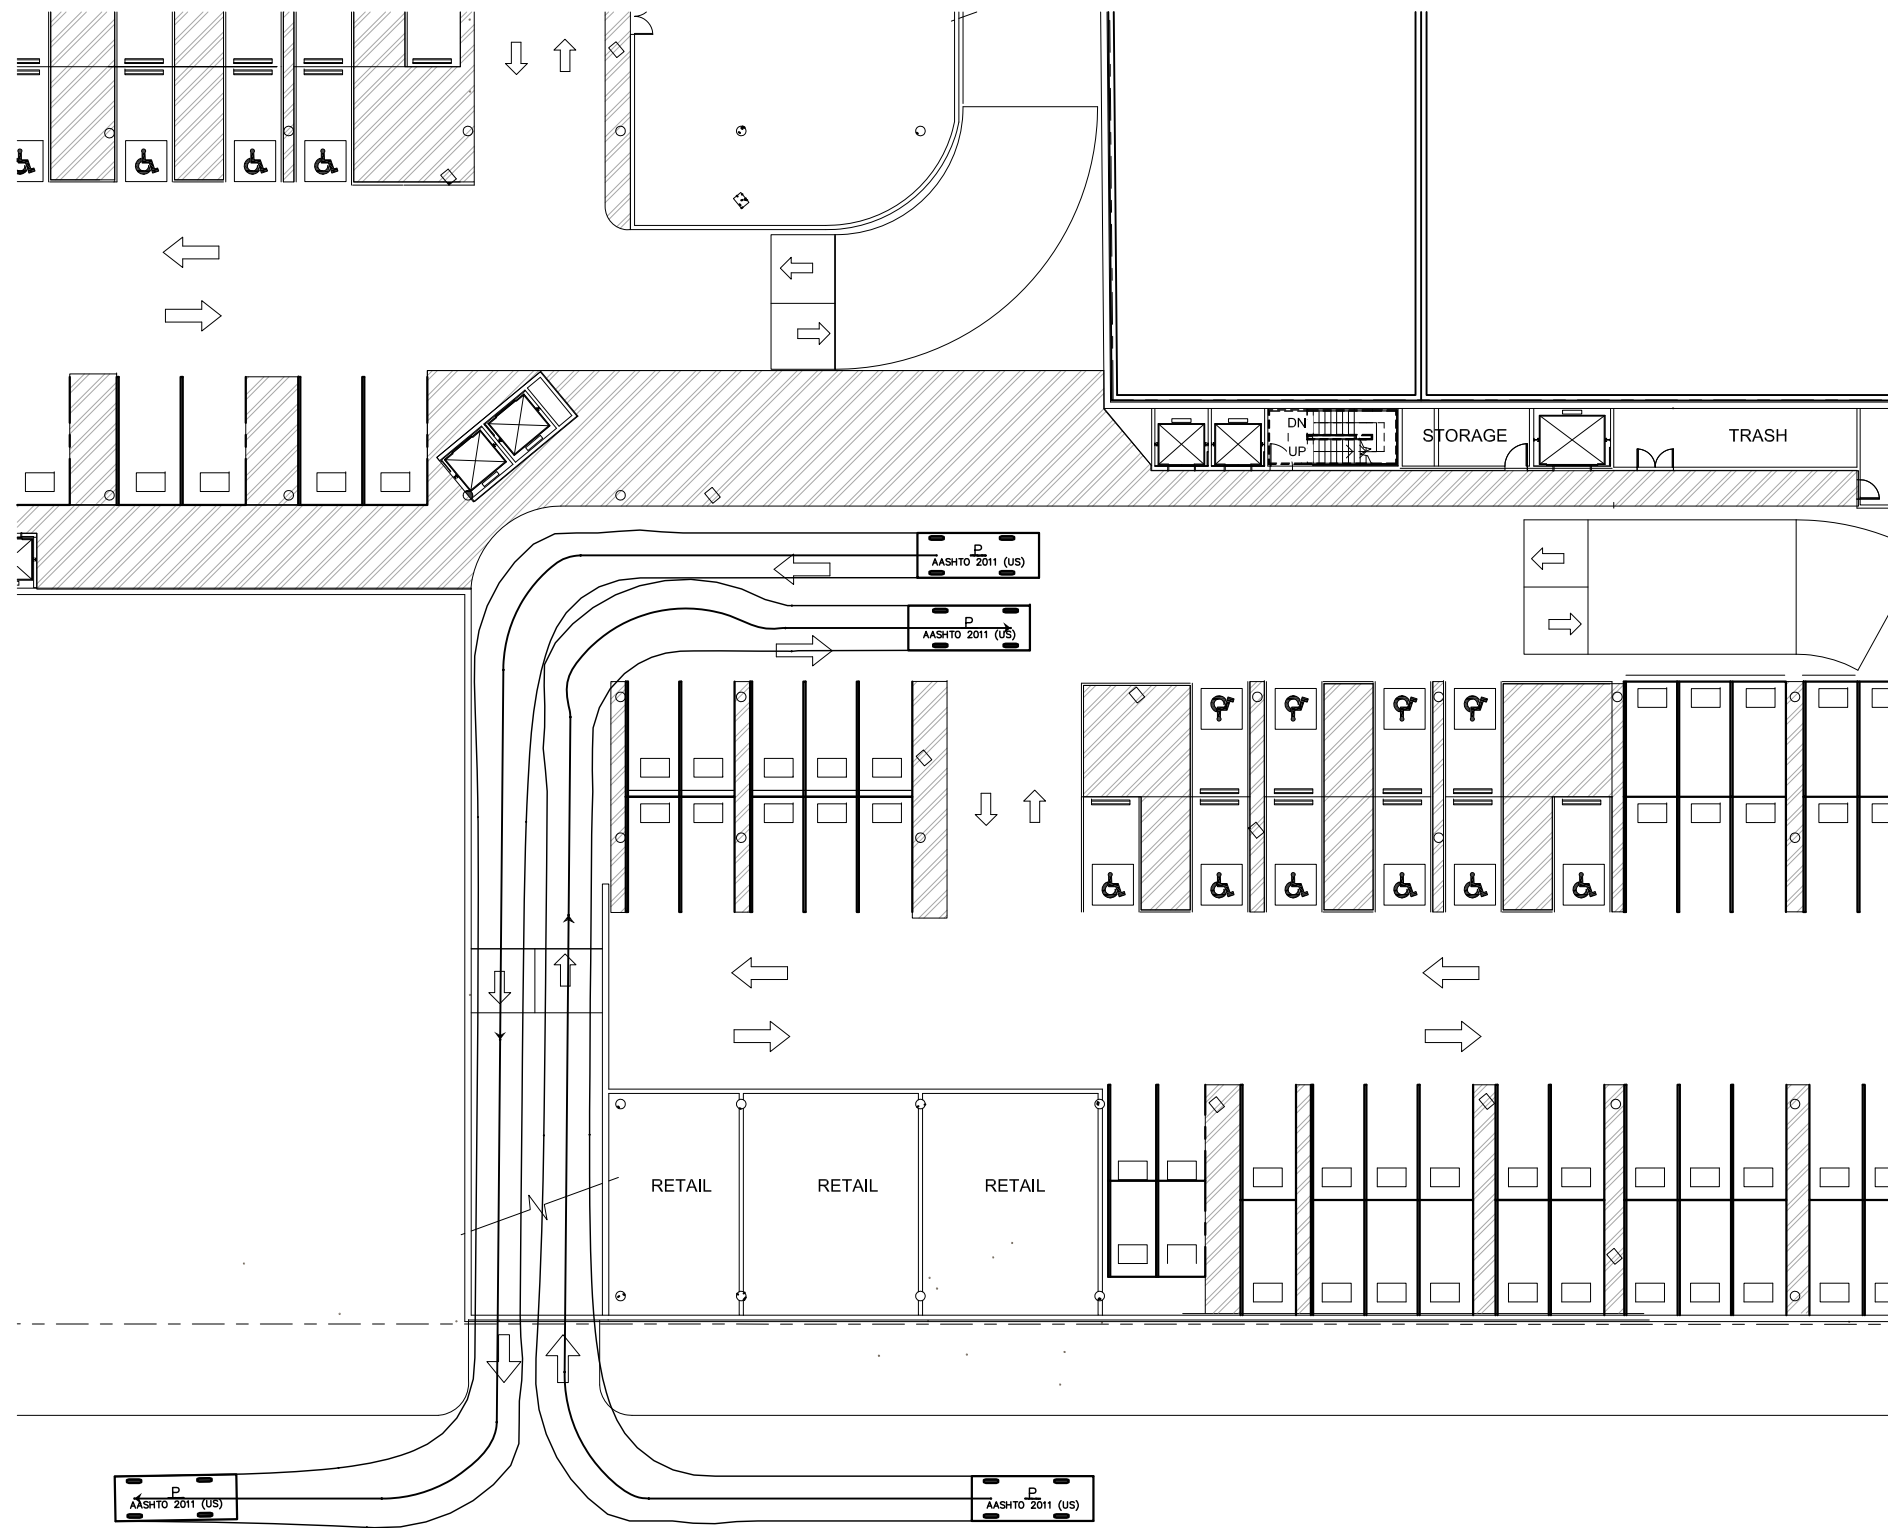 DN
UP
STORAGE
TRASH
P
AASHTO 2011 (US)
P
AASHTO 2011 (US)
RETAIL
RETAIL
RETAIL
P
AASHTO 2011 (US)
P
AASHTO 2011 (US)